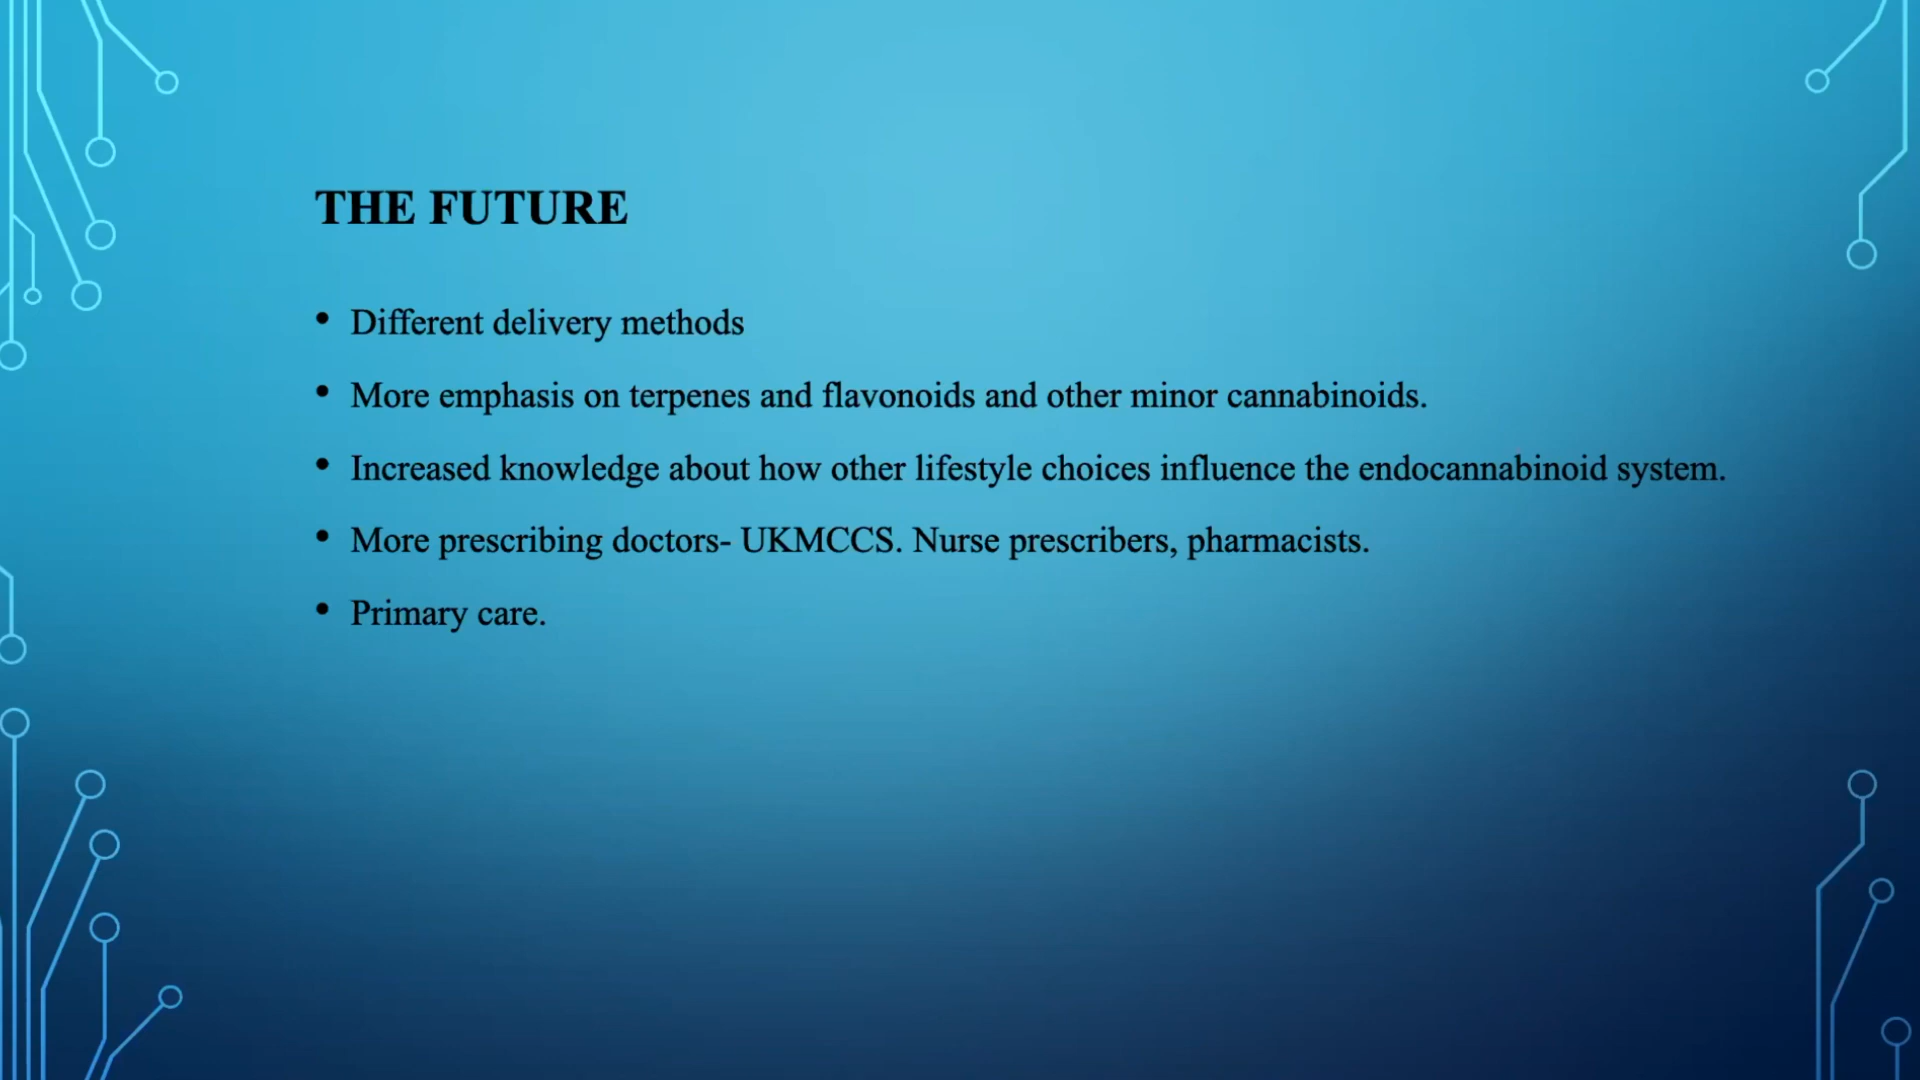 THE FUTURE
• Different delivery methods
• More emphasis on terpenes and flavonoids and other minor cannabinoids.
• Increased knowledge about how other lifestyle choices influence the endocannabinoid system.
• More prescribing doctors- UKMCCS. Nurse prescribers, pharmacists.
• Primary care.